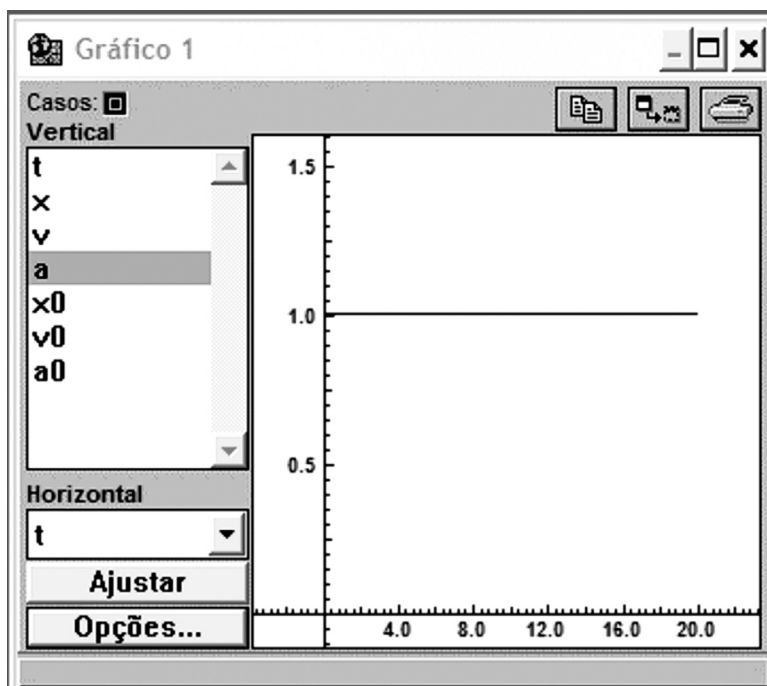 Gráfico 1
Casos:
Vertical
t
x
v
a
x0
v0
a0
Horizontal
t
Ajustar
Opções...
1.5
1.0
0.5
4.0 8.0 12.0 16.0 20.0